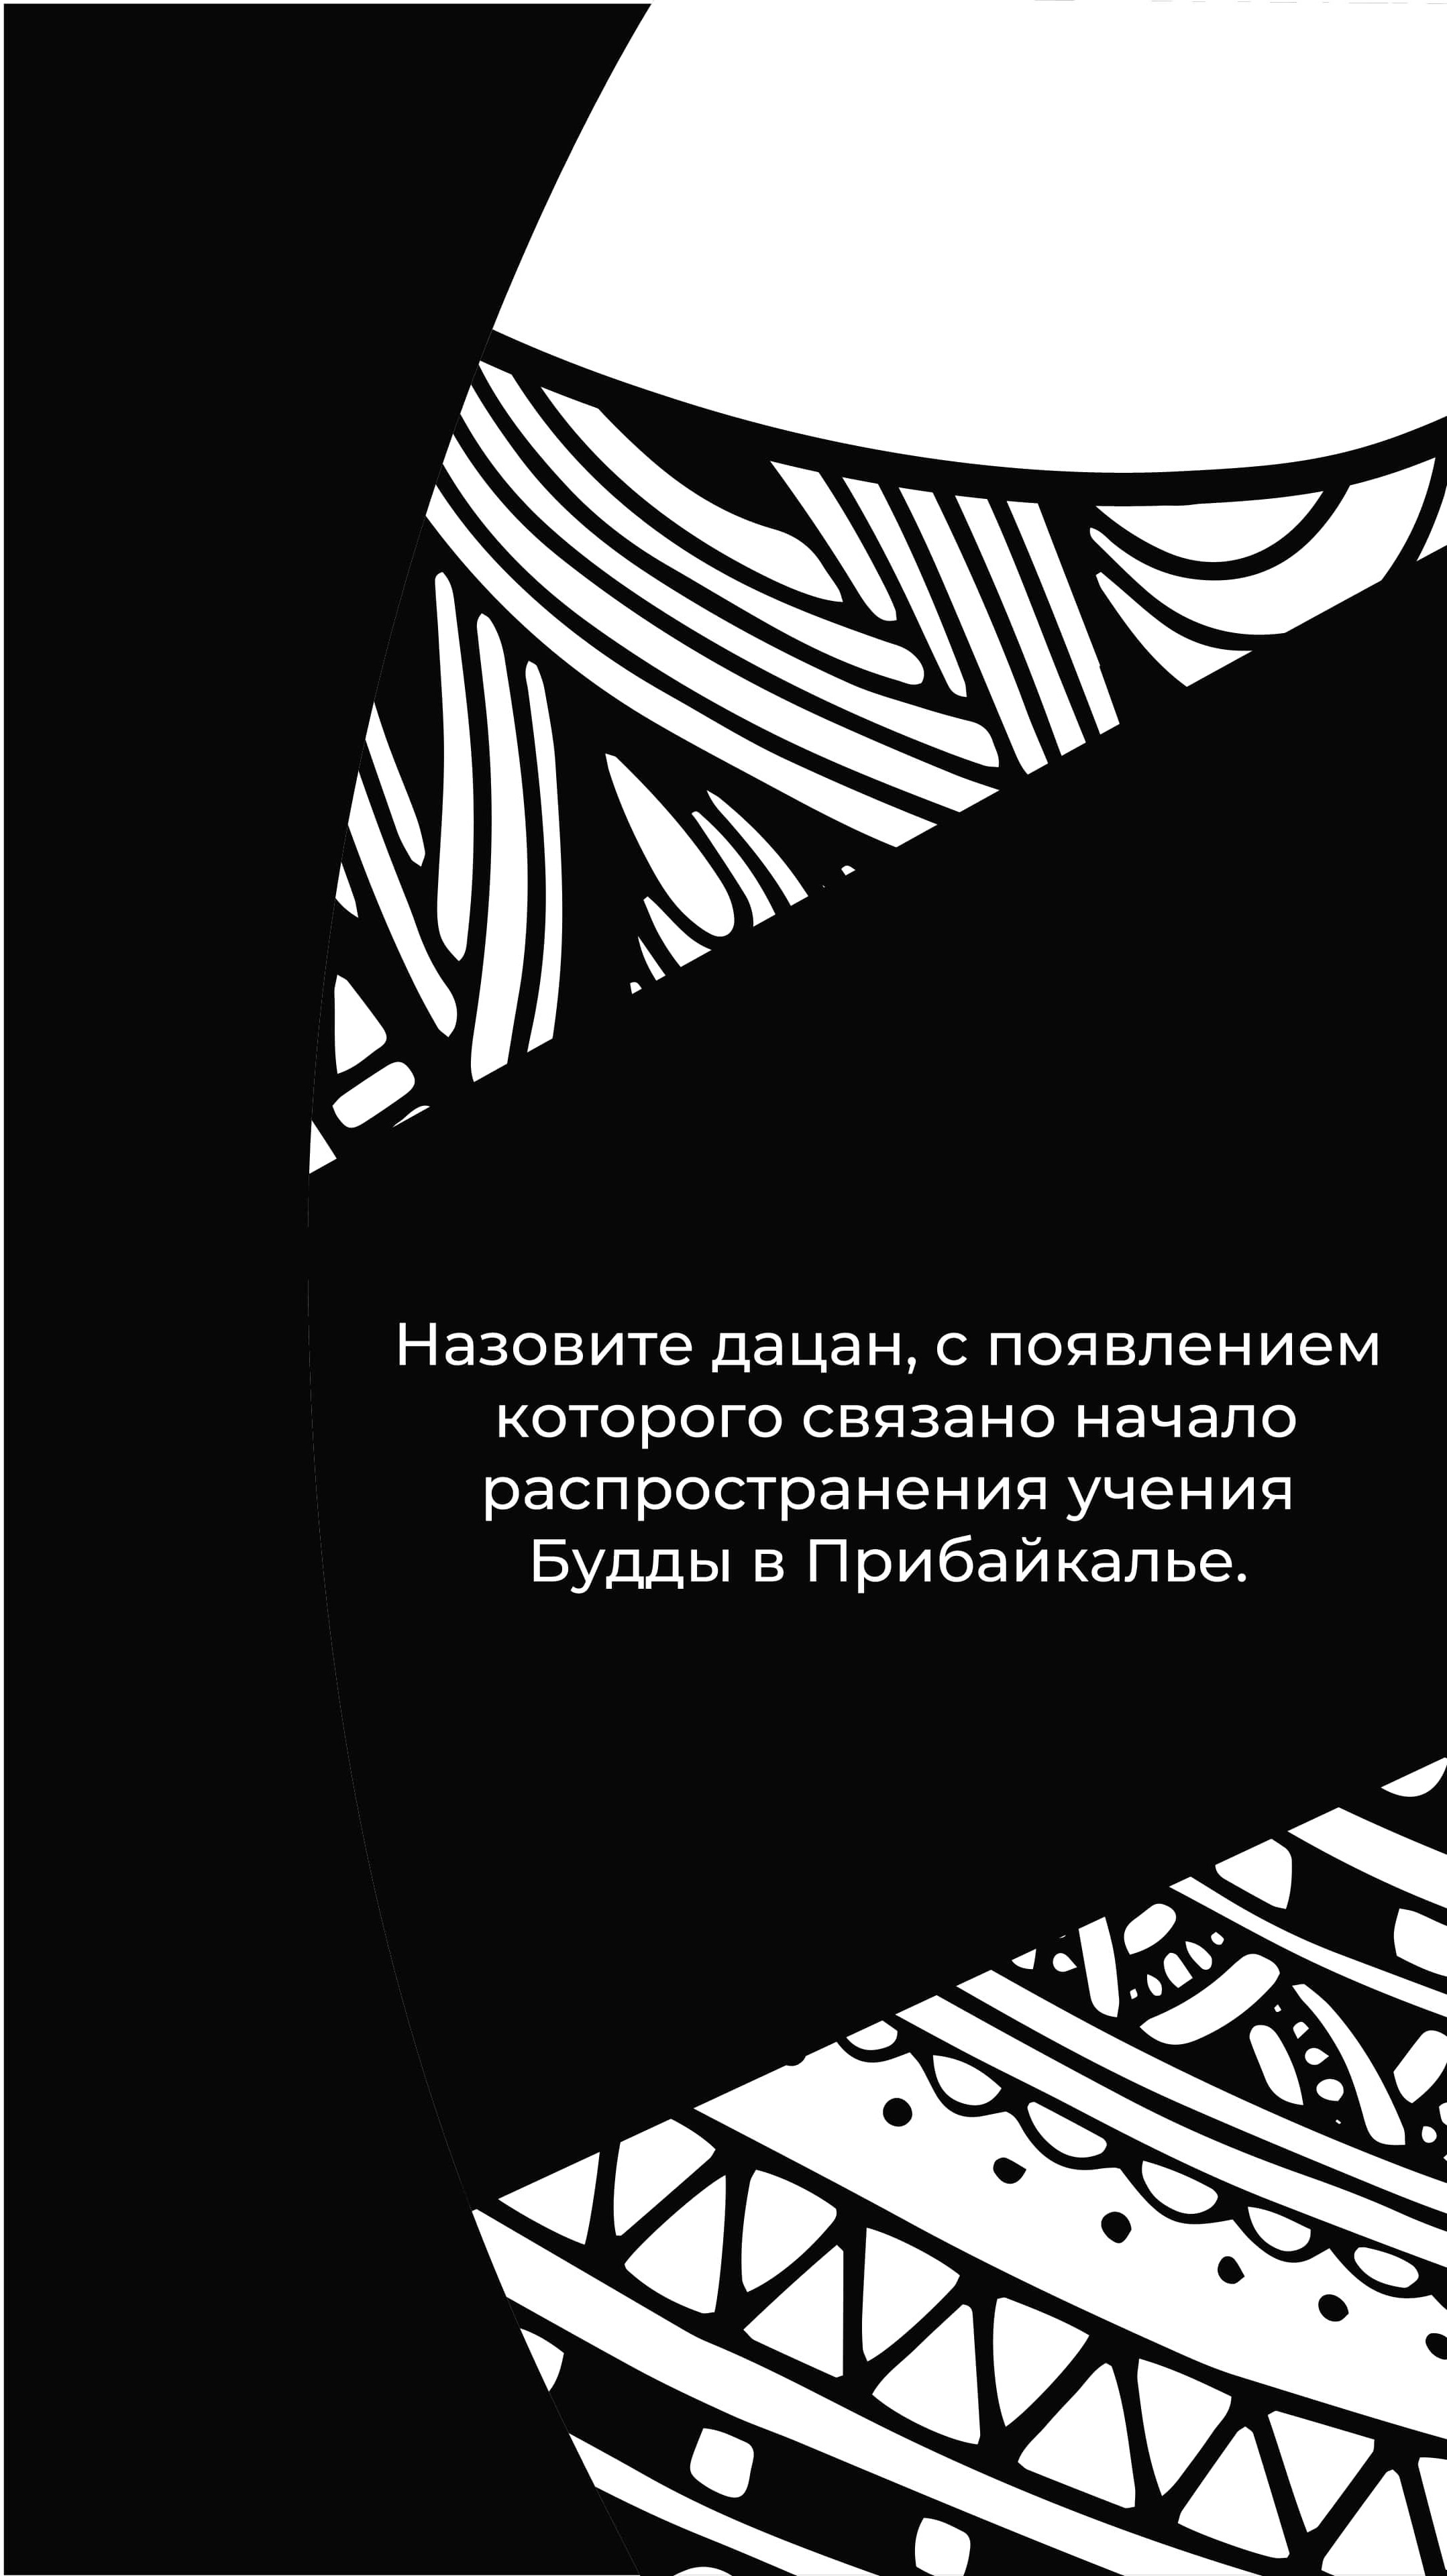 Назовите дацан, с появлением
которого связано начало
распространения учения
Будды в Прибайкалье.